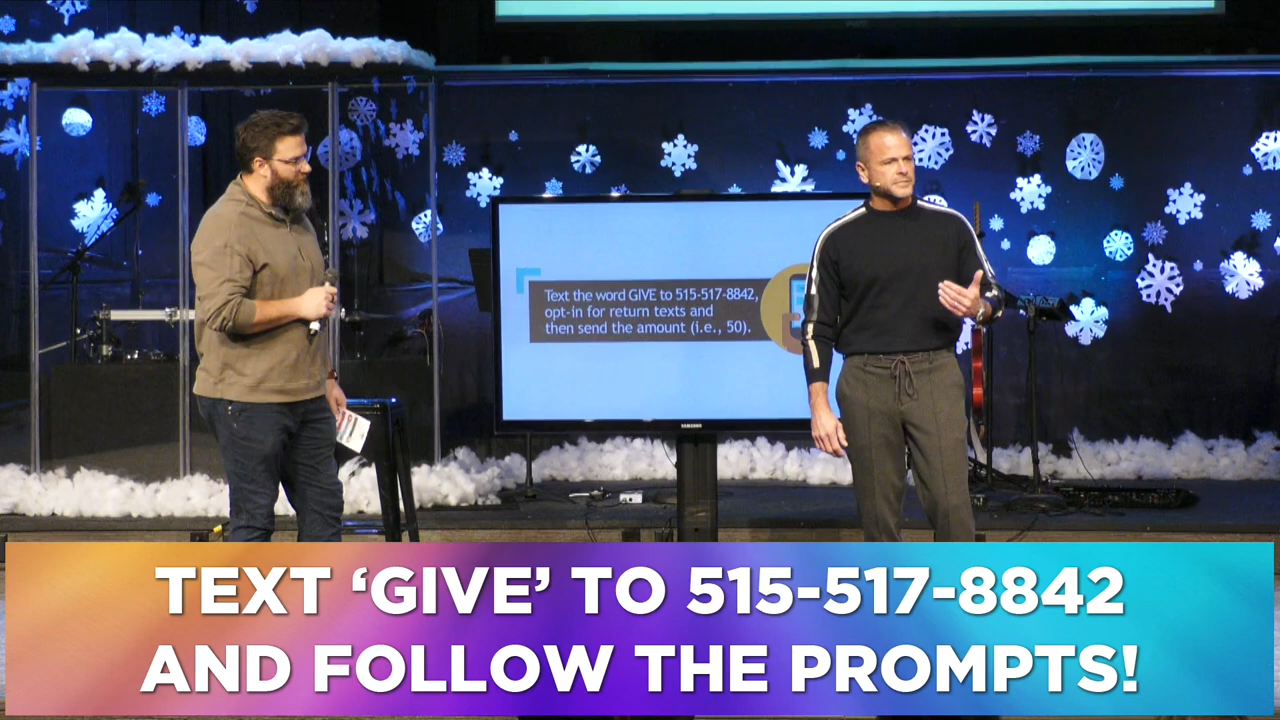 Text the word GIVE to 515-517-8842,
opt-in for return texts and
then send the amount (i.e., 50).
SAMSUNG
TEXT ‘GIVE’ TO 515-517-8842
AND FOLLOW THE PROMPTS!